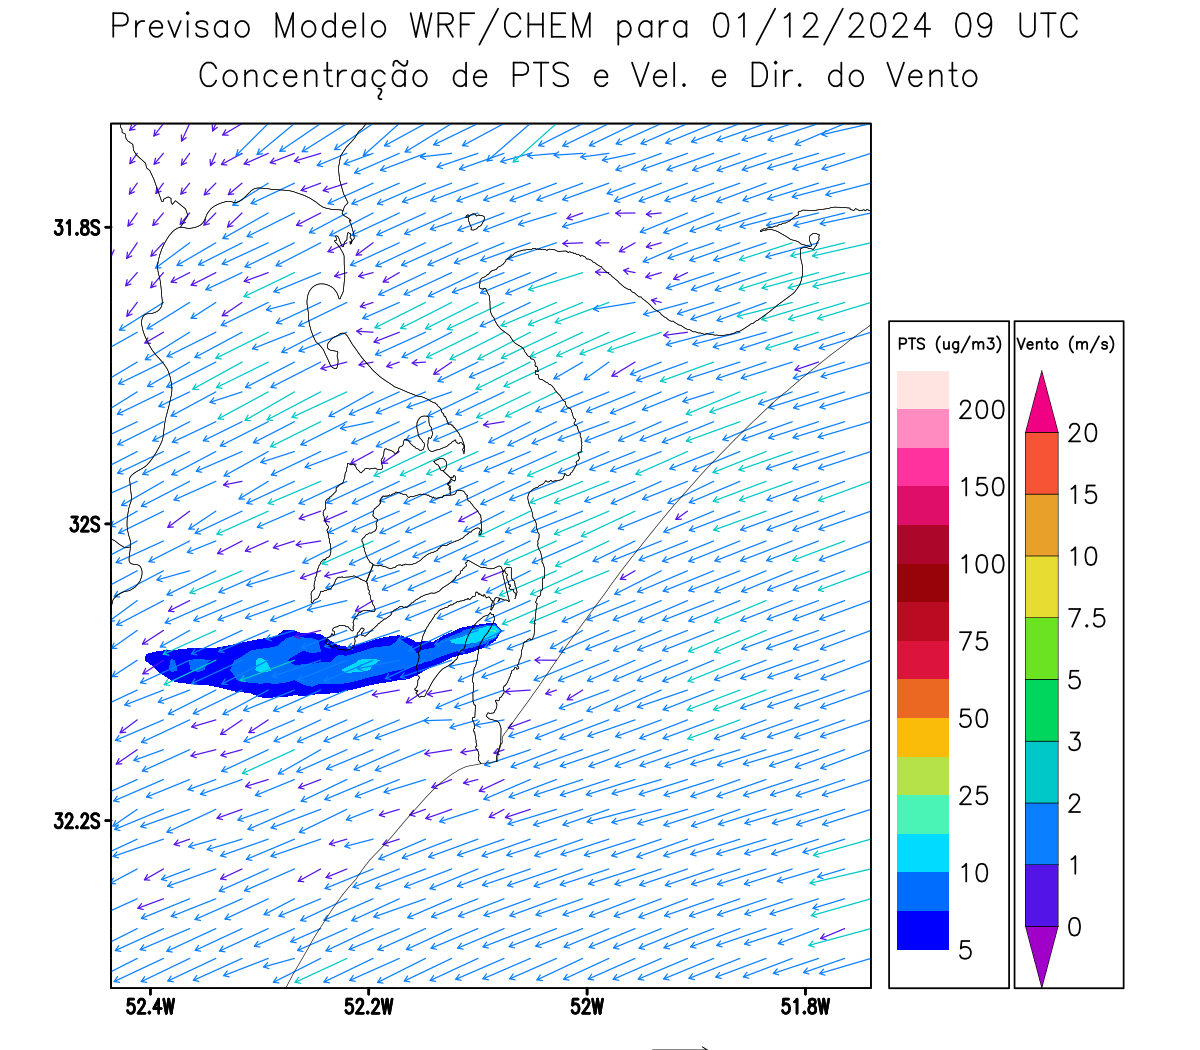 Previsao Modelo WRF/CHEM para 01/12/2024 09 UTC
Concentração de PTS e Vel. e Dir. do Vento
31.8S
32S
32.2S
52.4W 52.2W 52W 51.8W
PTS (ug/m3)
200
150
100
75
50
25
10
5
Vento (m/s)
20
15
10
7.5
5
3
2
1
0